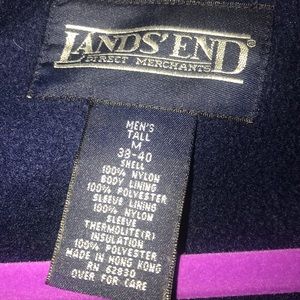 LANDS' END®
DIRECT MERCHANTS
MEN'S
TALL
M
38-40
SHELL
100% NYLON
BODY LINING
100% POLYESTER
SLEEVE LINING
100% NYLON
SLEEVE
THERMOLITE(R)
INSULATION
100% POLYESTER
MADE IN HONG KONG
RN 62830
OVER FOR CARE